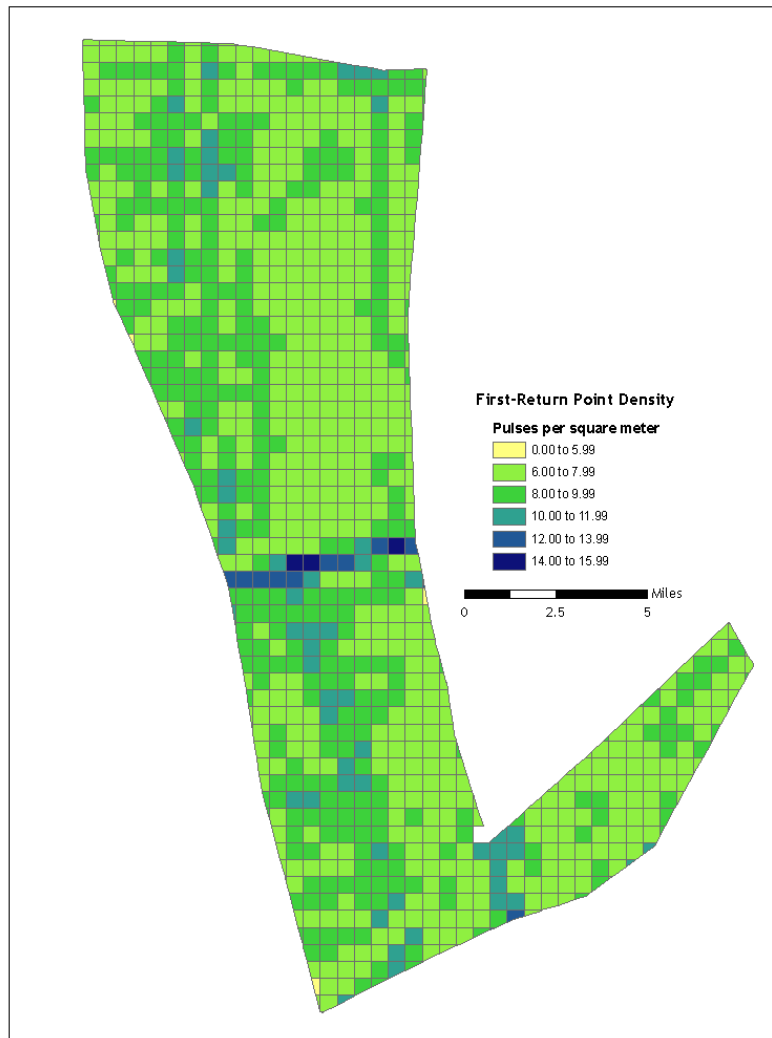 First-Return Point Density
Pulses per square meter
0.00 to 5.99
6.00 to 7.99
8.00 to 9.99
10.00 to 11.99
12.00 to 13.99
14.00 to 15.99
Miles
0 2.5 5